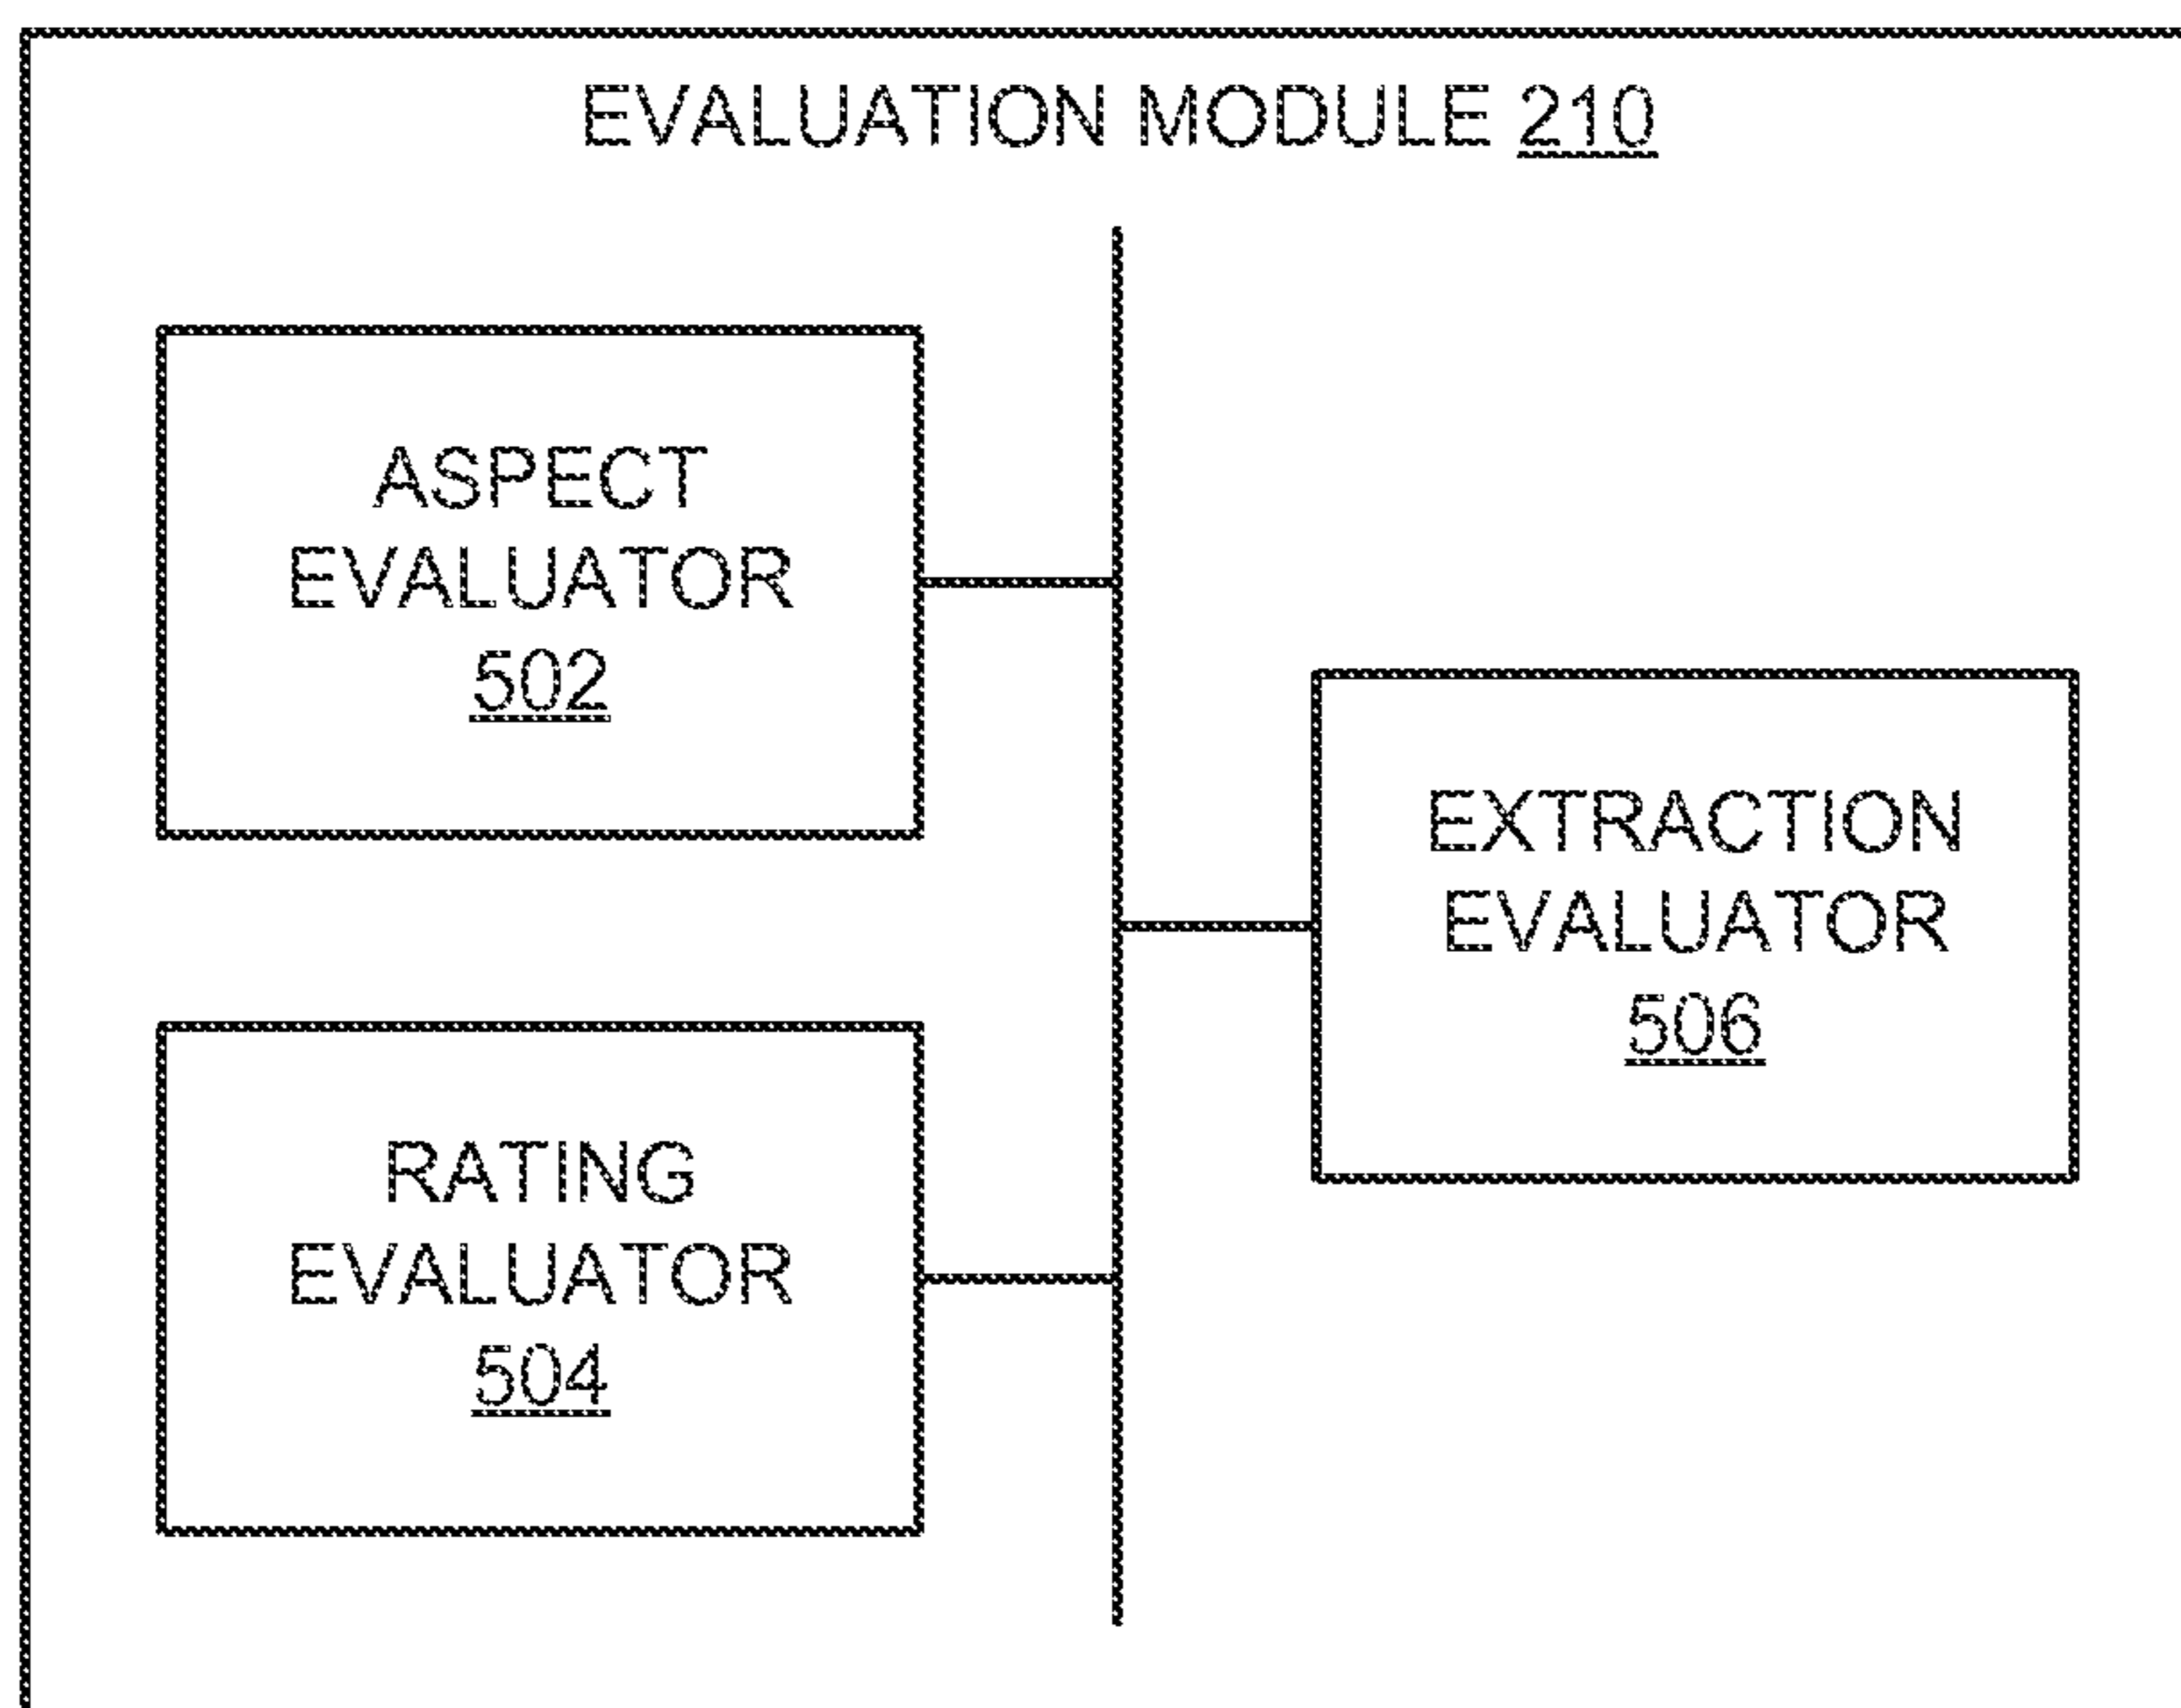 EVALUATION MODULE 210
ASPECT
EVALUATOR
502
EXTRACTION
EVALUATOR
506
RATING
EVALUATOR
504